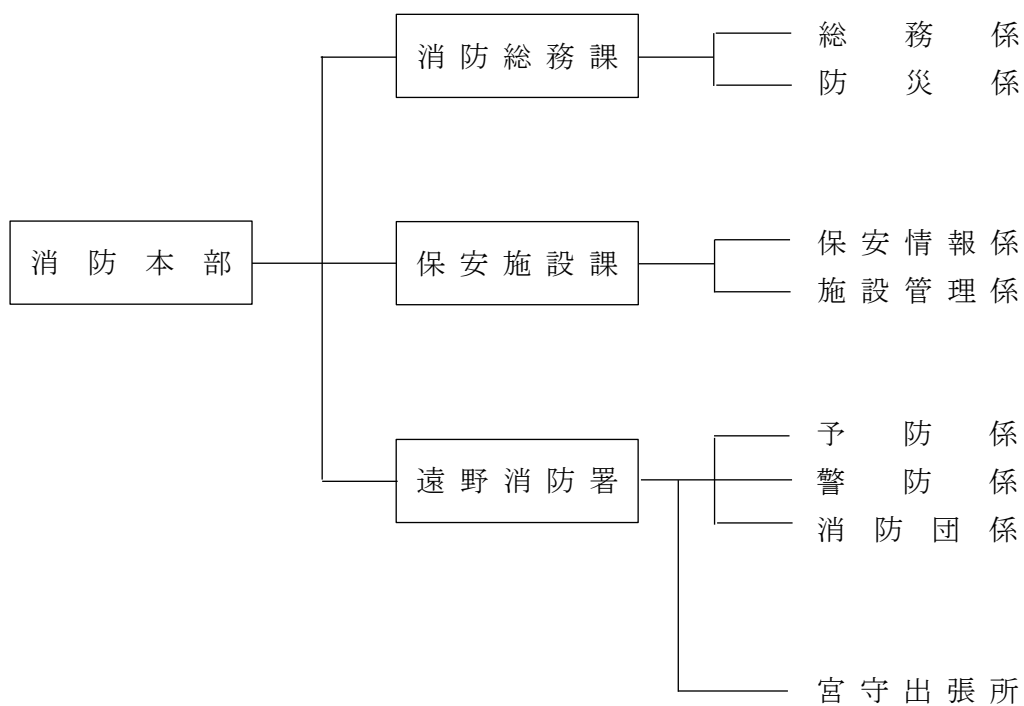 消防本部
消防総務課
総務係
防災係
保安施設課
保安情報係
施設管理係
遠野消防署
予防係
警防係
消防団係
宮守出張所